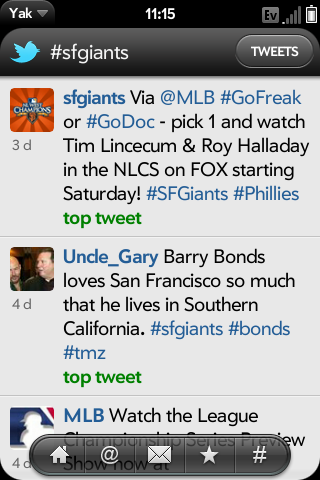 Yak 11:15 Ev
#sfgiants TWEETS
sfgiants Via @MLB #GoFreak
or #GoDoc - pick 1 and watch
Tim Lincecum & Roy Halladay
3 d
in the NLCS on FOX starting
Saturday! #SFGiants #Phillies
top tweet
Uncle_Gary Barry Bonds
loves San Francisco so much
4 d
that he lives in Southern
California. #sfgiants #bonds
#tmz
top tweet
MLB Watch the League
Championship Series Preview
4 d
Show now at
@ #